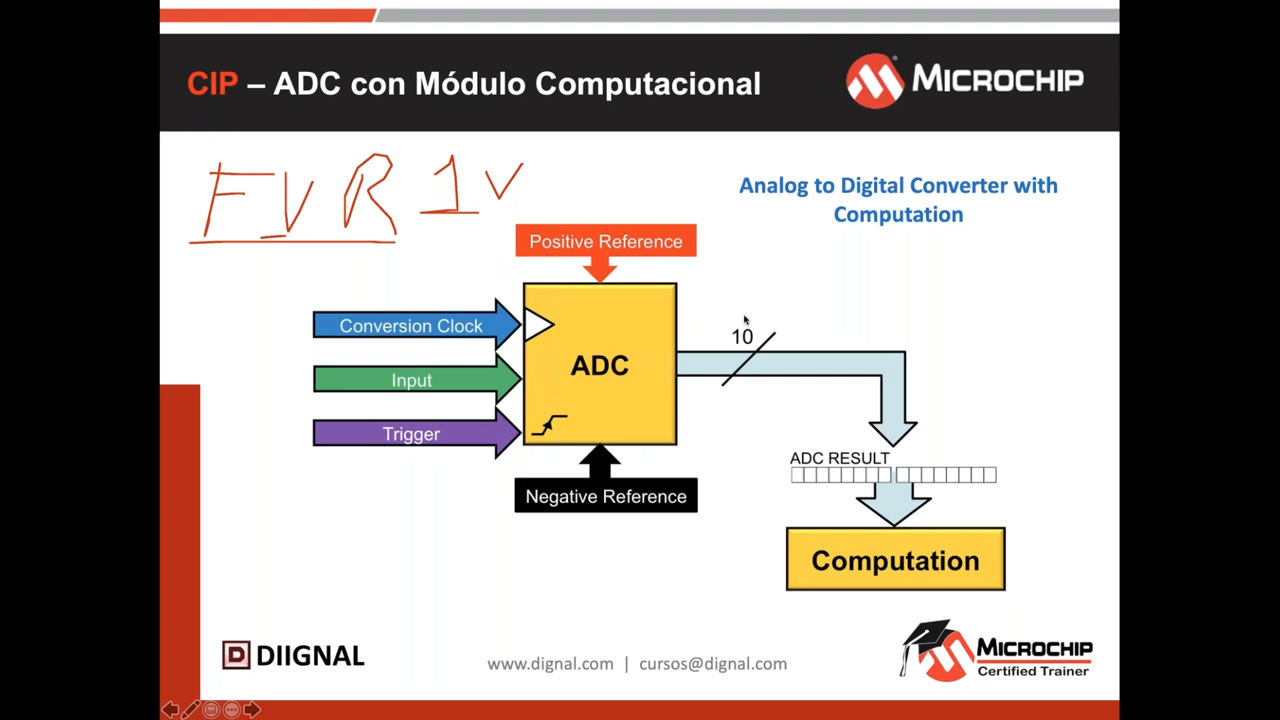 CIP – ADC con Módulo Computacional
MICROCHIP
FVR 1v
Analog to Digital Converter with
Computation
Positive Reference
Conversion Clock
Input
Trigger
ADC
10
Negative Reference
ADC RESULT
Computation
D DIIGNAL
www.dignal.com | cursos@dignal.com
MICROCHIP
Certified Trainer